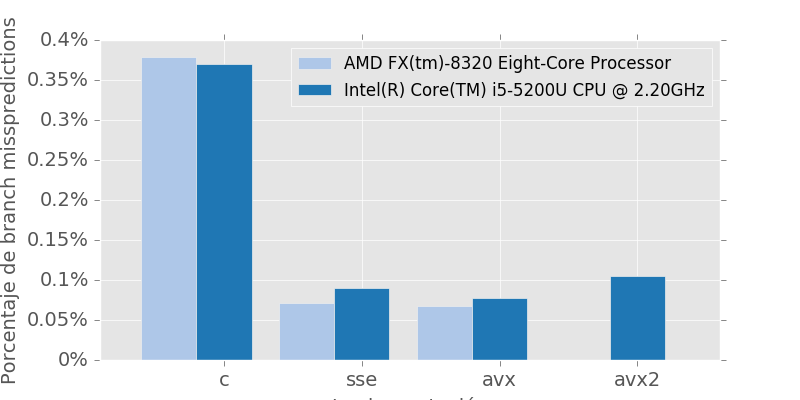 Porcentaje de branch misspredictions
0.4%
0.35%
0.3%
0.25%
0.2%
0.15%
0.1%
0.05%
0%
AMD FX(tm)-8320 Eight-Core Processor
Intel(R) Core(TM) i5-5200U CPU @ 2.20GHz
c sse avx avx2